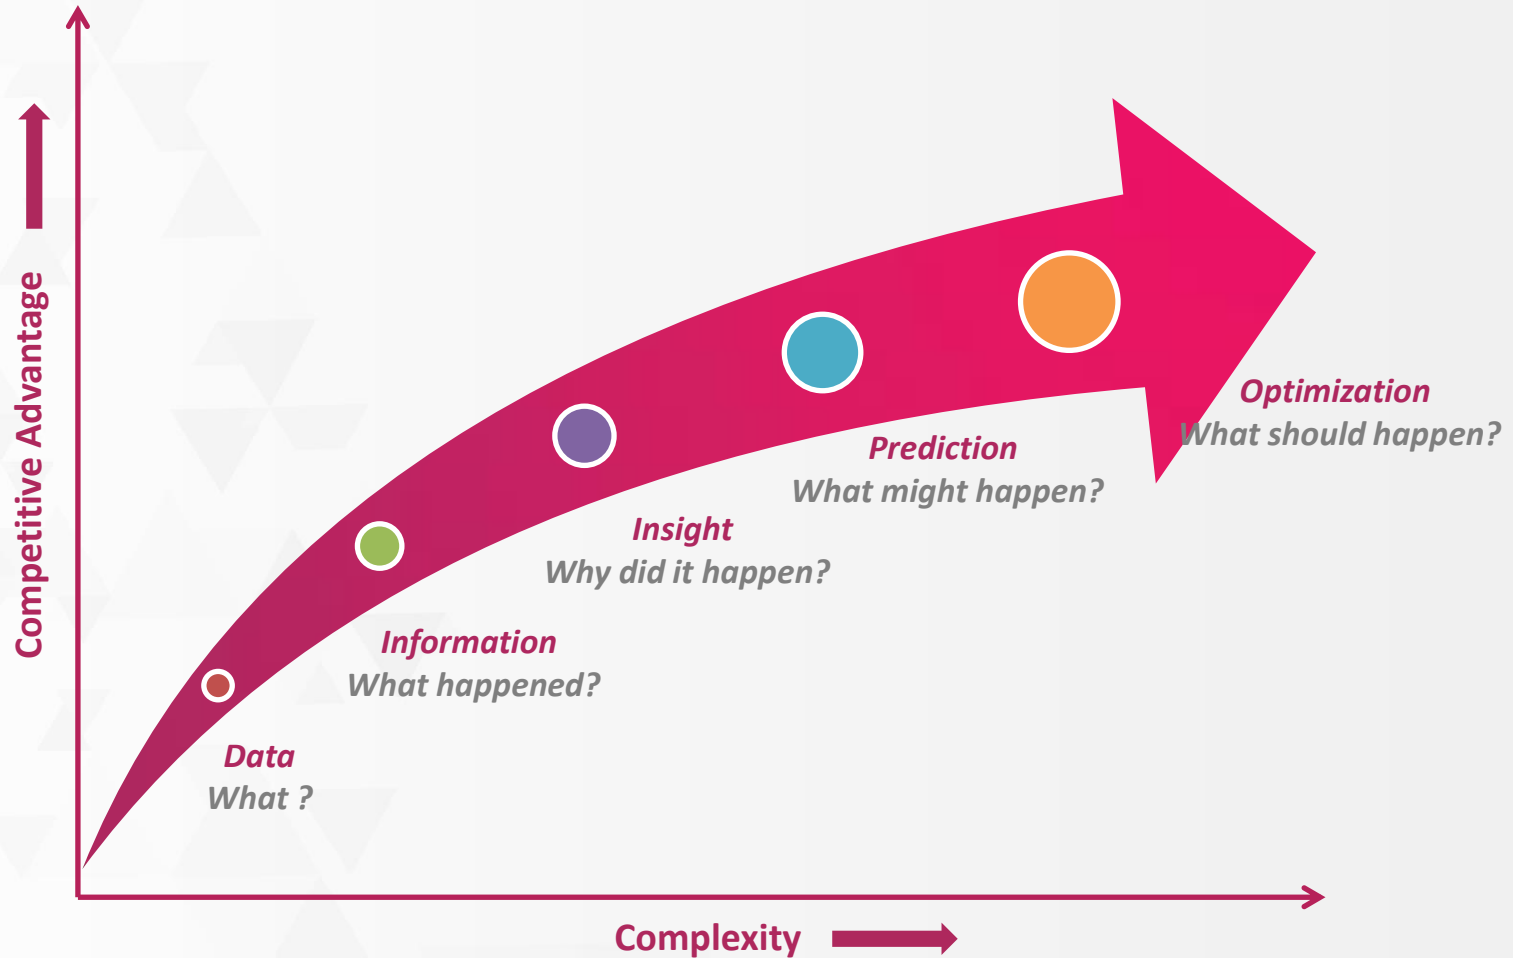 Competitive Advantage
Optimization
What should happen?
Prediction
What might happen?
Insight
Why did it happen?
Information
What happened?
Data
What ?
Complexity